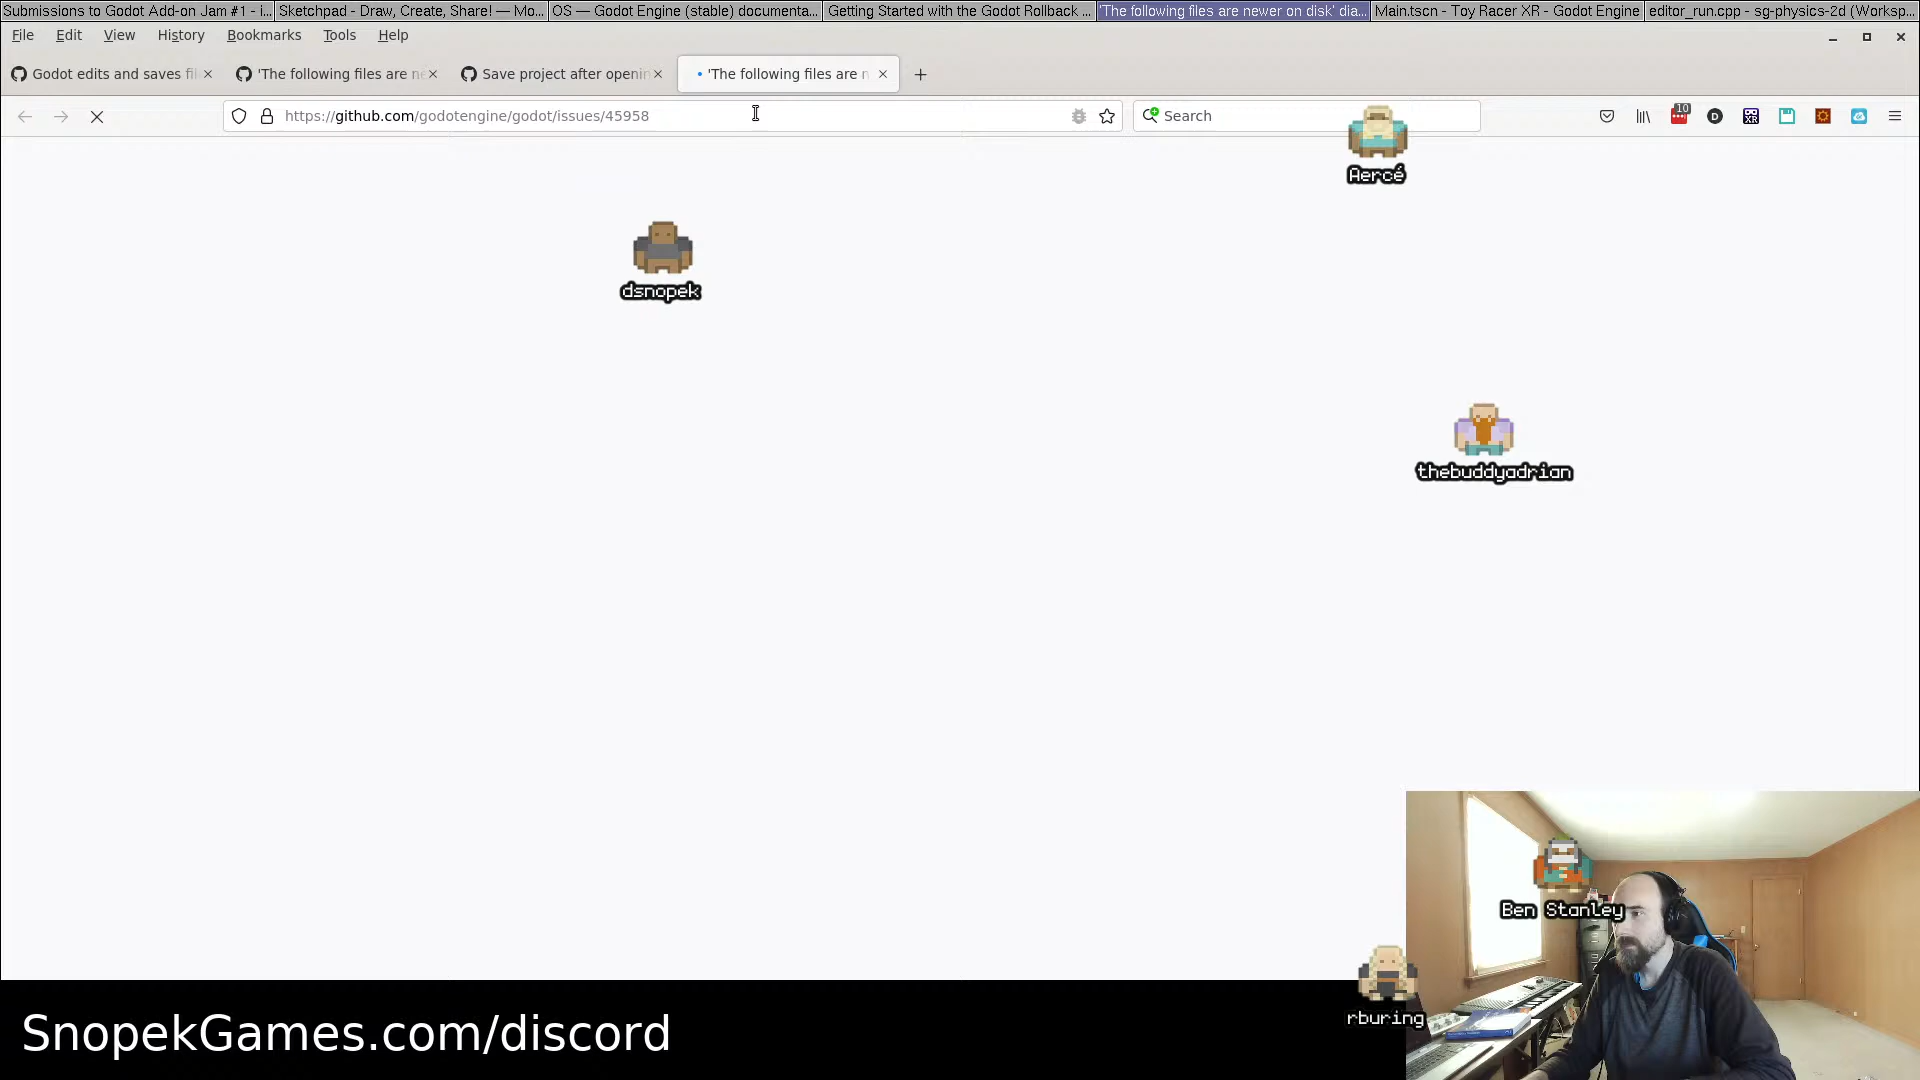 Submissions to Godot Add-on Jam #1 - i...
Sketchpad - Draw, Create, Share! — Mo...
OS — Godot Engine (stable) documenta...
Getting Started with the Godot Rollback ...
'The following files are newer on disk' dia...
Main.tscn - Toy Racer XR - Godot Engine
editor_run.cpp - sg-physics-2d (Worksp...
File Edit View History Bookmarks Tools Help
Godot edits and saves fil
'The following files are ne
Save project after openin
'The following files are n
https://github.com/godotengine/godot/issues/45958
Search
10
D
XR
Aercé
dsnopek
thebuddyadrian
Ben Stanley
rburing
SnopekGames.com/discord